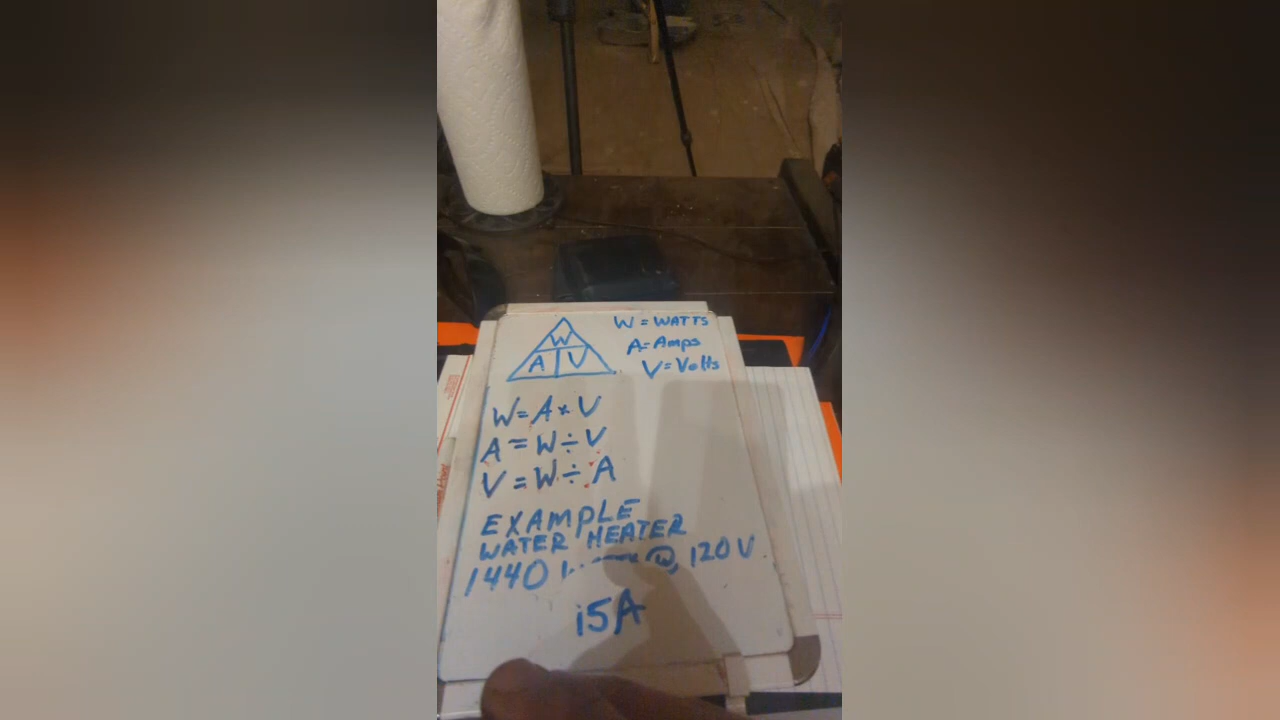 W
A V
W = WATTS
A = Amps
V = Volts
W = A × V
A = W ÷ V
V = W ÷ A
EXAMPLE
WATER HEATER
1440 @ 120 V
15A